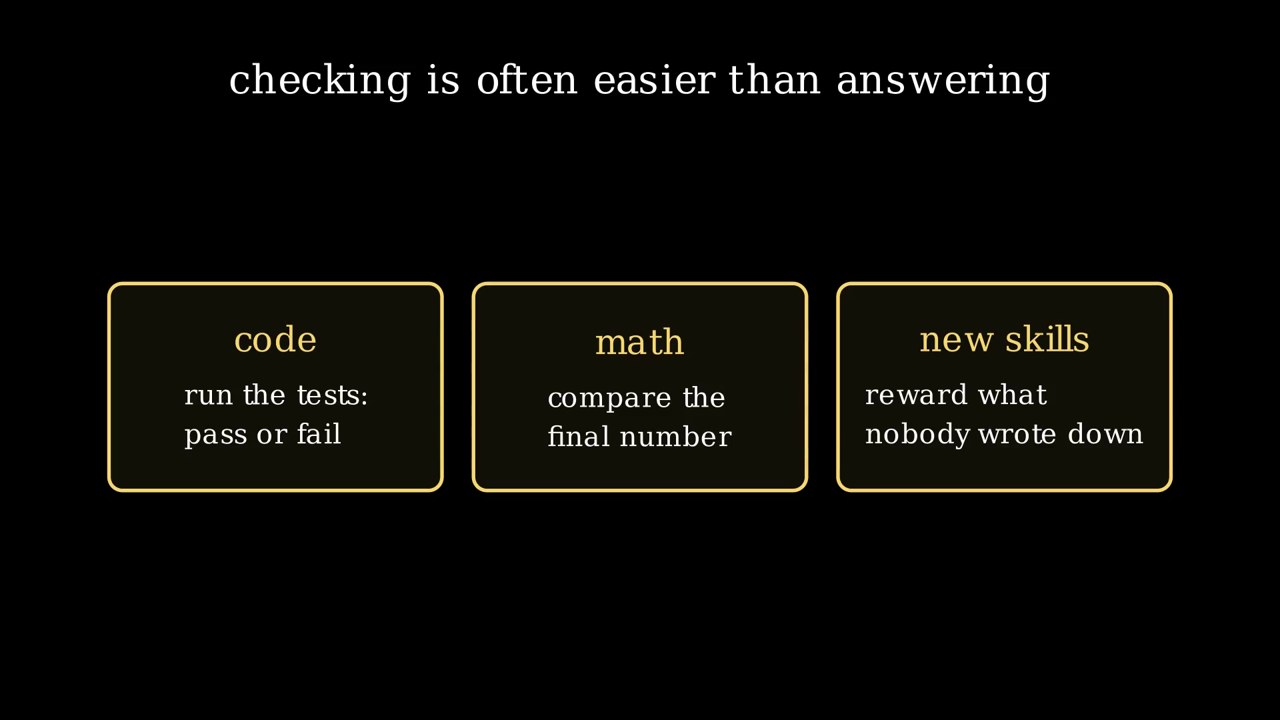 checking is often easier than answering
code
run the tests:
pass or fail
math
compare the
final number
new skills
reward what
nobody wrote down